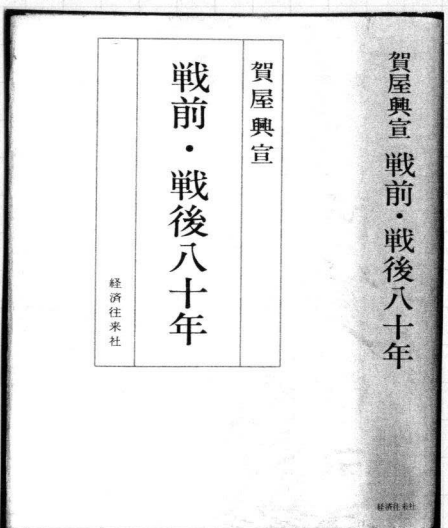 賀屋興宣
戦前・戦後八十年
経済往来社
賀屋興宣 戦前・戦後八十年
経済往来社